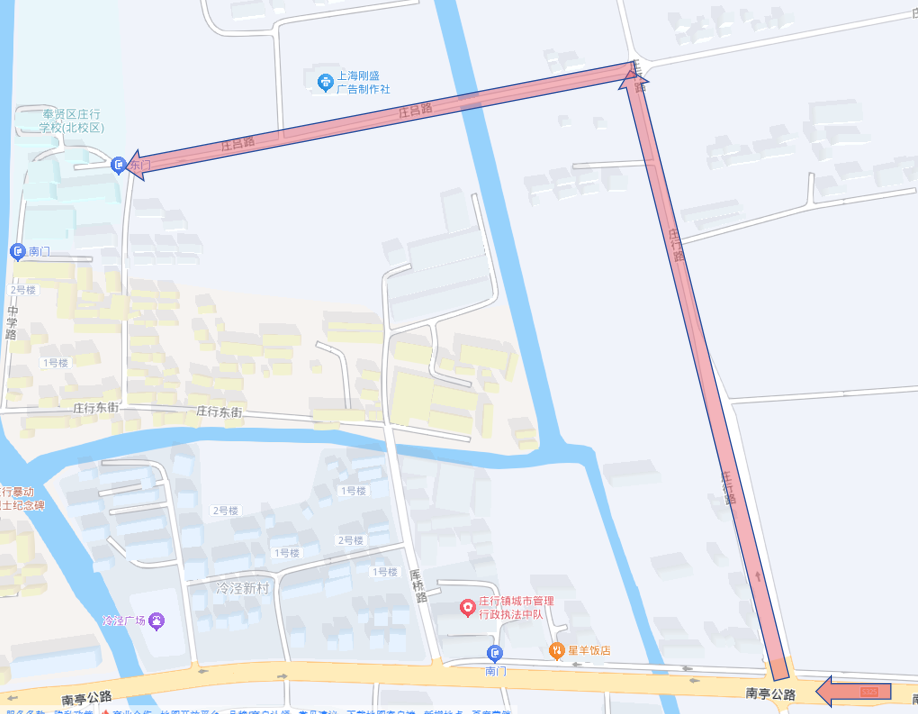 上海刚盛
广告制作社
庄吕路
奉贤区庄行
学校(北校区)
庄吕路
东门
庄行路
南门
2号楼
中学路
1号楼
庄行东街
庄行东街
庄行路
1号楼
2号楼
2号楼
1号楼
1号楼
库桥路
冷泾新村
庄行镇城市管理
行政执法中队
冷泾广场
星羊饭店
南门
南亭公路
南亭公路